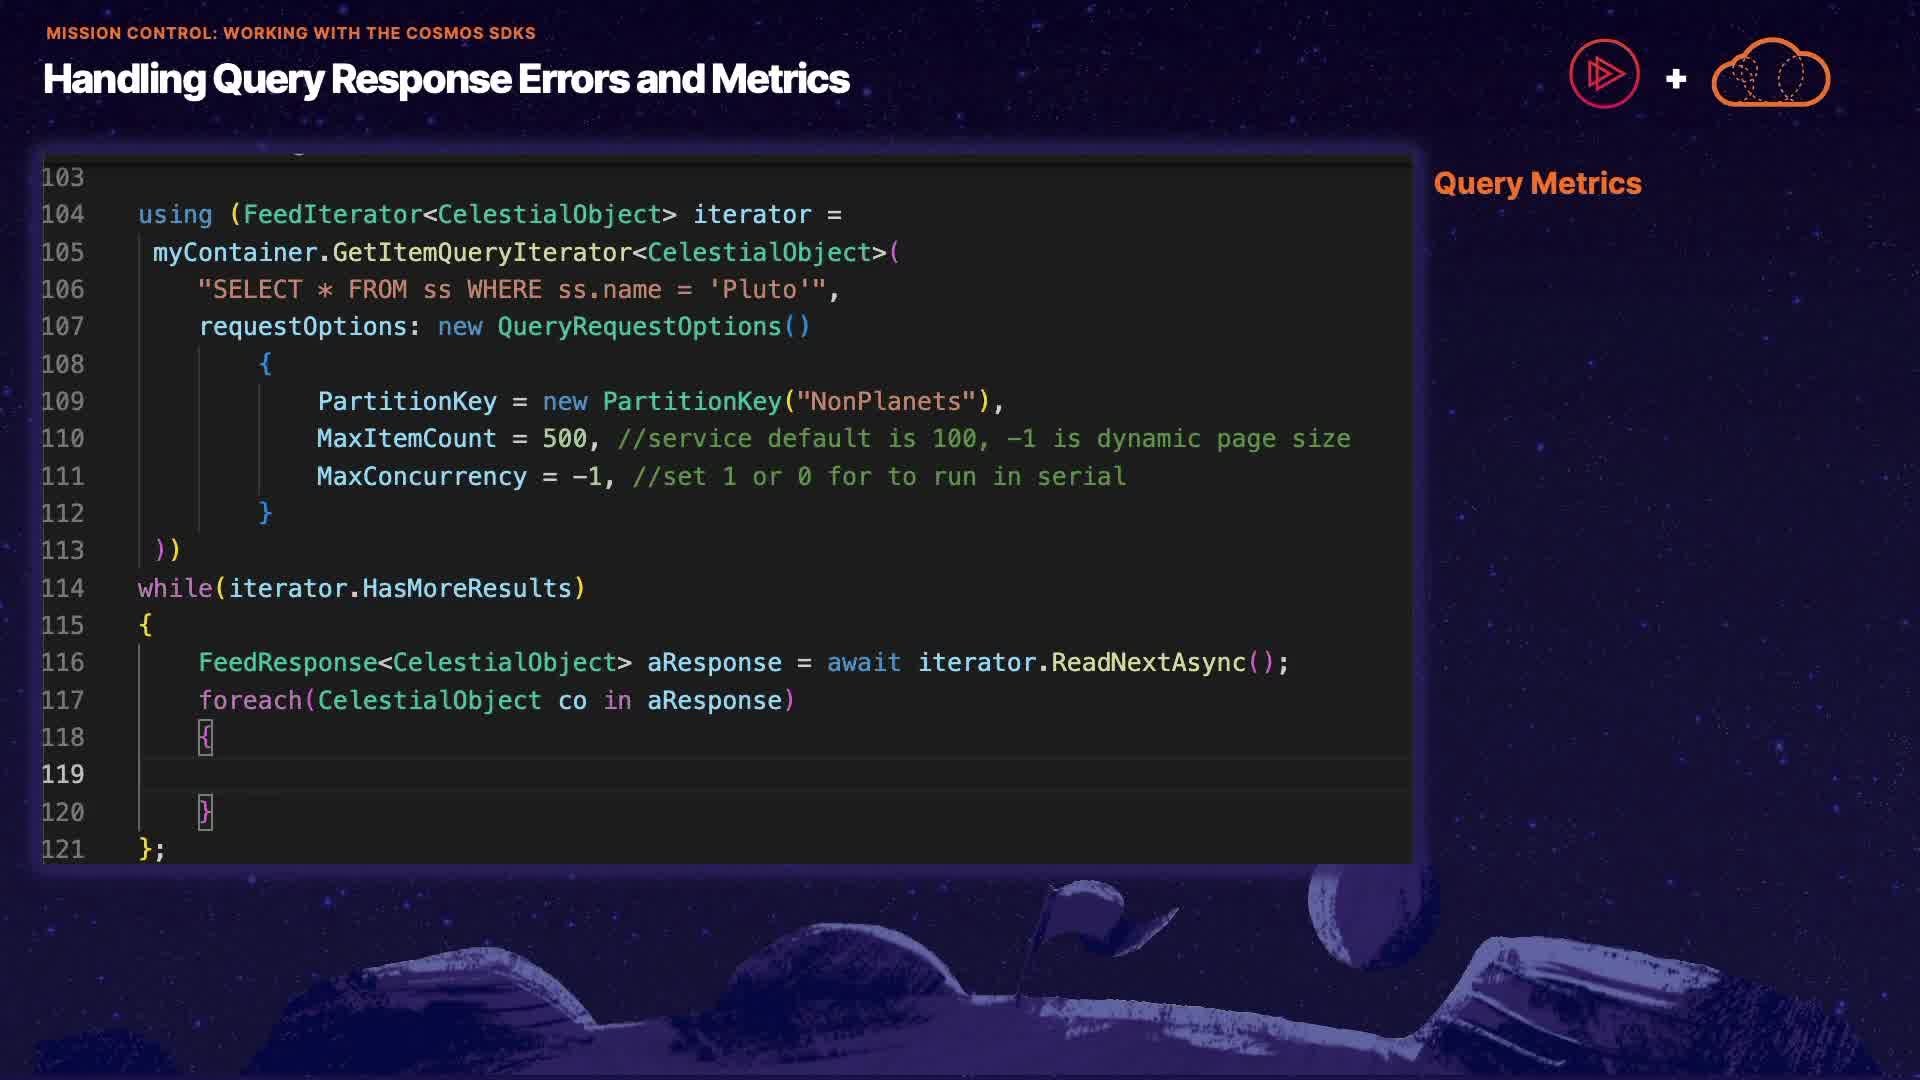 MISSION CONTROL: WORKING WITH THE COSMOS SDKS
Handling Query Response Errors and Metrics
+
Query Metrics
103
104 using (FeedIterator<CelestialObject> iterator =
105 myContainer.GetItemQueryIterator<CelestialObject>(
106 "SELECT * FROM ss WHERE ss.name = 'Pluto'",
107 requestOptions: new QueryRequestOptions()
108 {
109 PartitionKey = new PartitionKey("NonPlanets"),
110 MaxItemCount = 500, //service default is 100, -1 is dynamic page size
111 MaxConcurrency = -1, //set 1 or 0 for to run in serial
112 }
113 ))
114 while(iterator.HasMoreResults)
115 {
116 FeedResponse<CelestialObject> aResponse = await iterator.ReadNextAsync();
117 foreach(CelestialObject co in aResponse)
118 {
119
120 }
121 };